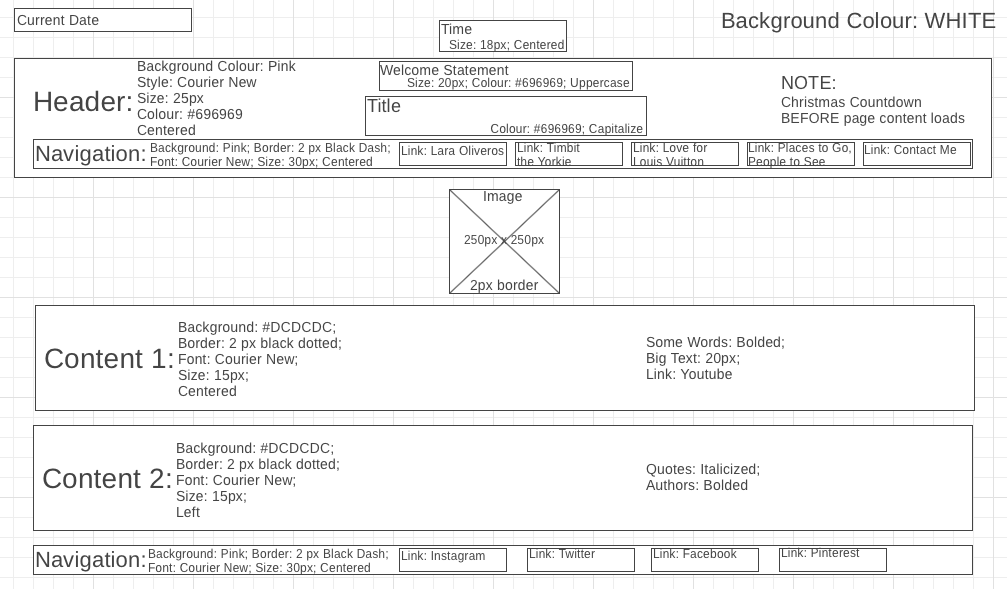 Current Date
Background Colour: WHITE
Time
Size: 18px; Centered
Header:
Background Colour: Pink
Style: Courier New
Size: 25px
Colour: #696969
Centered
Welcome Statement
Size: 20px; Colour: #696969; Uppercase
Title
Colour: #696969; Capitalize
NOTE:
Christmas Countdown
BEFORE page content loads
Navigation:
Background: Pink; Border: 2 px Black Dash;
Font: Courier New; Size: 30px; Centered
Link: Lara Oliveros
Link: Timbit
the Yorkie
Link: Love for
Louis Vuitton
Link: Places to Go,
People to See
Link: Contact Me
Image
250px x 250px
2px border
Content 1:
Background: #DCDCDC;
Border: 2 px black dotted;
Font: Courier New;
Size: 15px;
Centered
Some Words: Bolded;
Big Text: 20px;
Link: Youtube
Content 2:
Background: #DCDCDC;
Border: 2 px black dotted;
Font: Courier New;
Size: 15px;
Left
Quotes: Italicized;
Authors: Bolded
Navigation:
Background: Pink; Border: 2 px Black Dash;
Font: Courier New; Size: 30px; Centered
Link: Instagram
Link: Twitter
Link: Facebook
Link: Pinterest